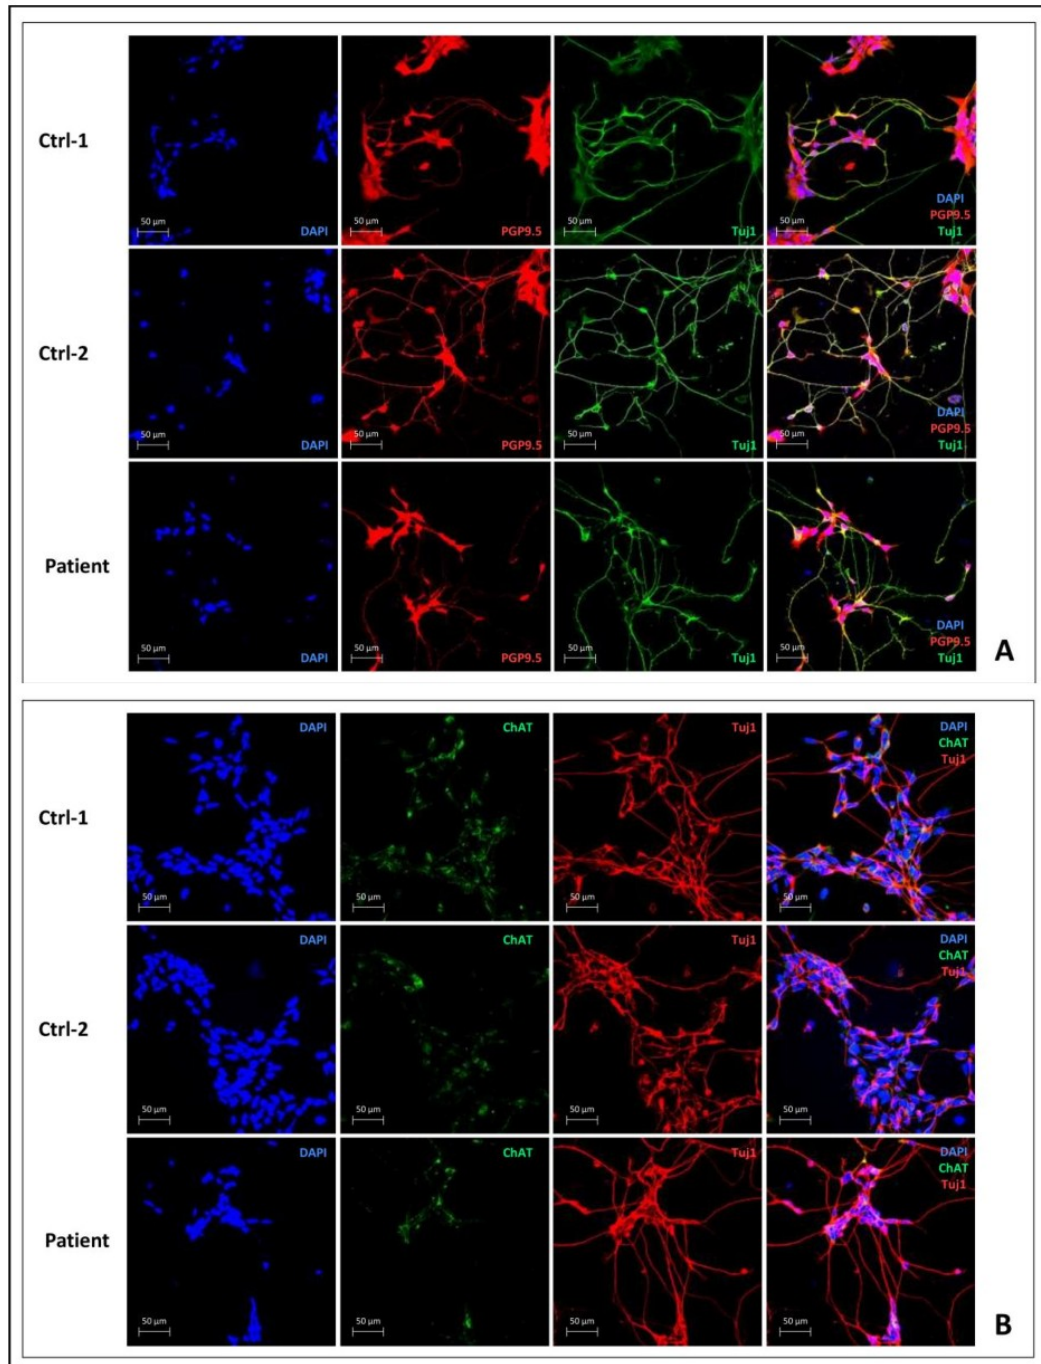 Ctrl-1
50 µm
DAPI
50 µm
PGP9.5
50 µm
Tuj1
50 µm
DAPI
PGP9.5
Tuj1
Ctrl-2
50 µm
DAPI
50 µm
PGP9.5
50 µm
Tuj1
50 µm
DAPI
PGP9.5
Tuj1
Patient
50 µm
DAPI
50 µm
PGP9.5
50 µm
Tuj1
50 µm
DAPI
PGP9.5
Tuj1
A
Ctrl-1
DAPI
50 µm
ChAT
50 µm
Tuj1
50 µm
DAPI
ChAT
Tuj1
50 µm
Ctrl-2
DAPI
50 µm
ChAT
50 µm
Tuj1
50 µm
DAPI
ChAT
Tuj1
50 µm
Patient
DAPI
50 µm
ChAT
50 µm
Tuj1
50 µm
DAPI
ChAT
Tuj1
50 µm
B